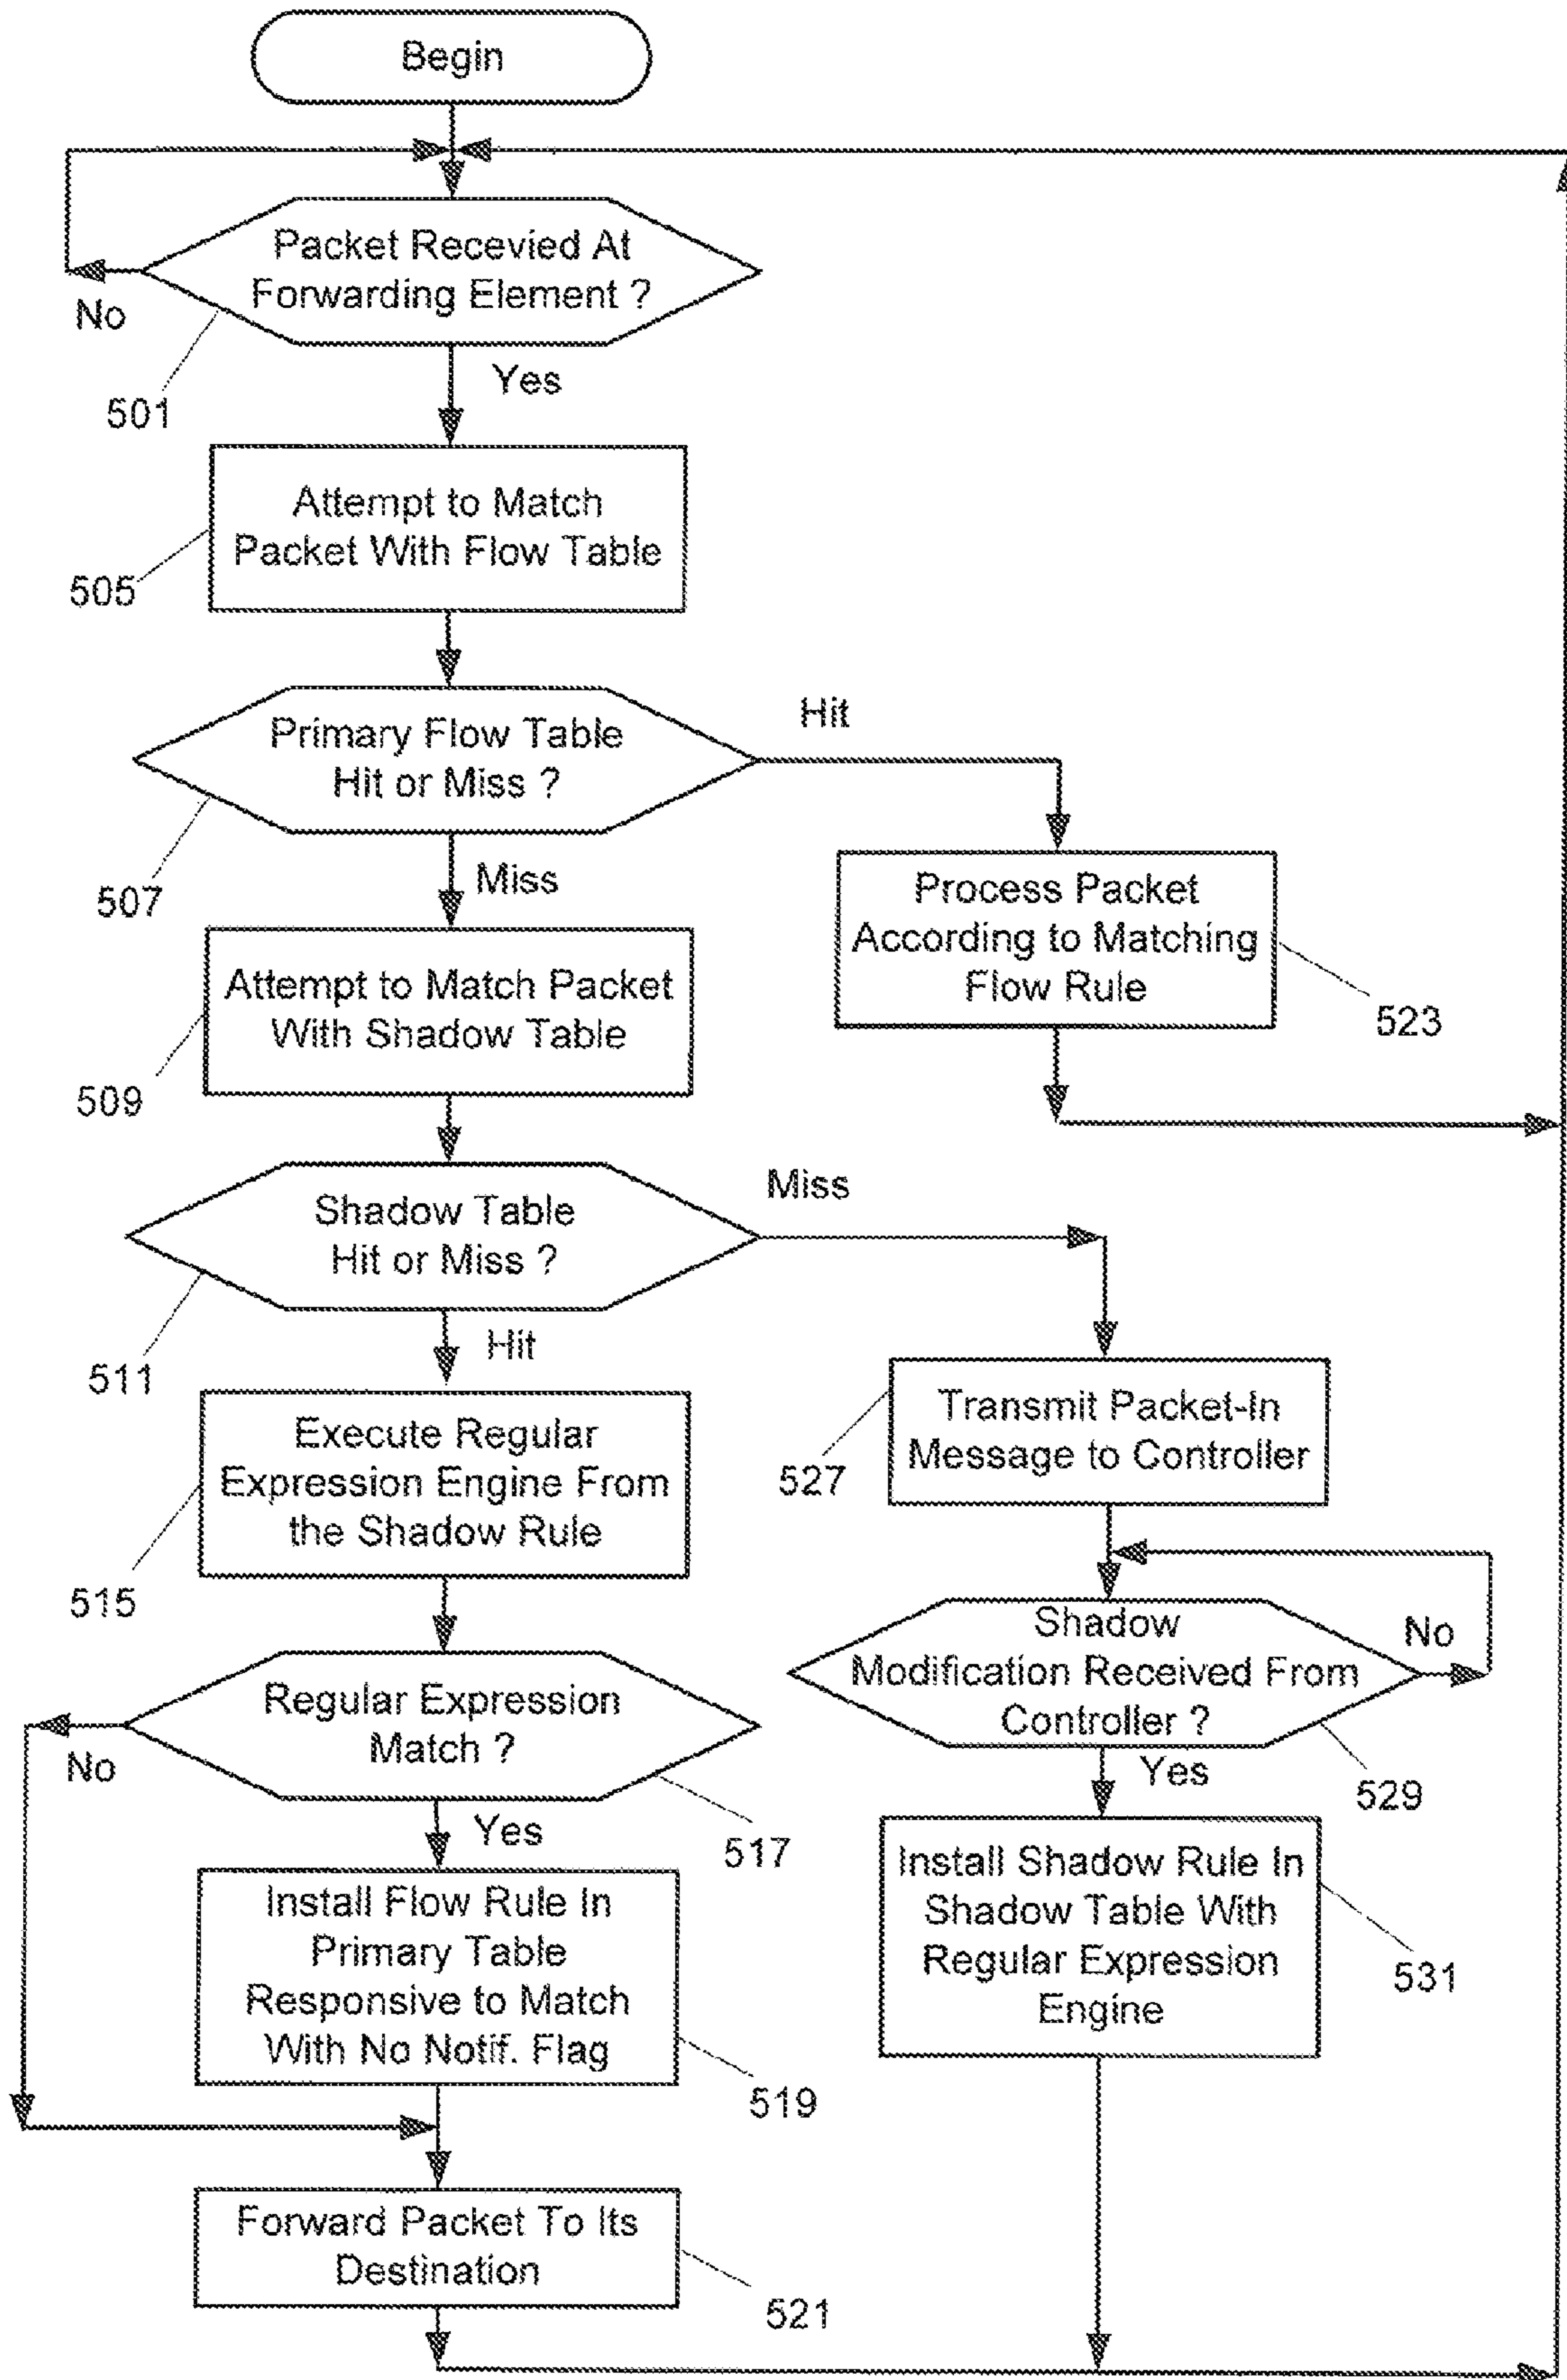 Begin
Packet Recevied At
Forwarding Element ?
No
Yes
501
Attempt to Match
Packet With Flow Table
505
Primary Flow Table
Hit or Miss ?
Hit
507
Miss
Process Packet
According to Matching
Flow Rule
523
Attempt to Match Packet
With Shadow Table
509
Shadow Table
Hit or Miss ?
Miss
511
Hit
Execute Regular
Expression Engine From
the Shadow Rule
515
Transmit Packet-In
Message to Controller
527
Shadow
Modification Received From
Controller ?
No
Yes
529
Regular Expression
Match ?
No
Yes
517
Install Flow Rule In
Primary Table
Responsive to Match
With No Notif. Flag
519
Install Shadow Rule In
Shadow Table With
Regular Expression
Engine
531
Forward Packet To Its
Destination
521